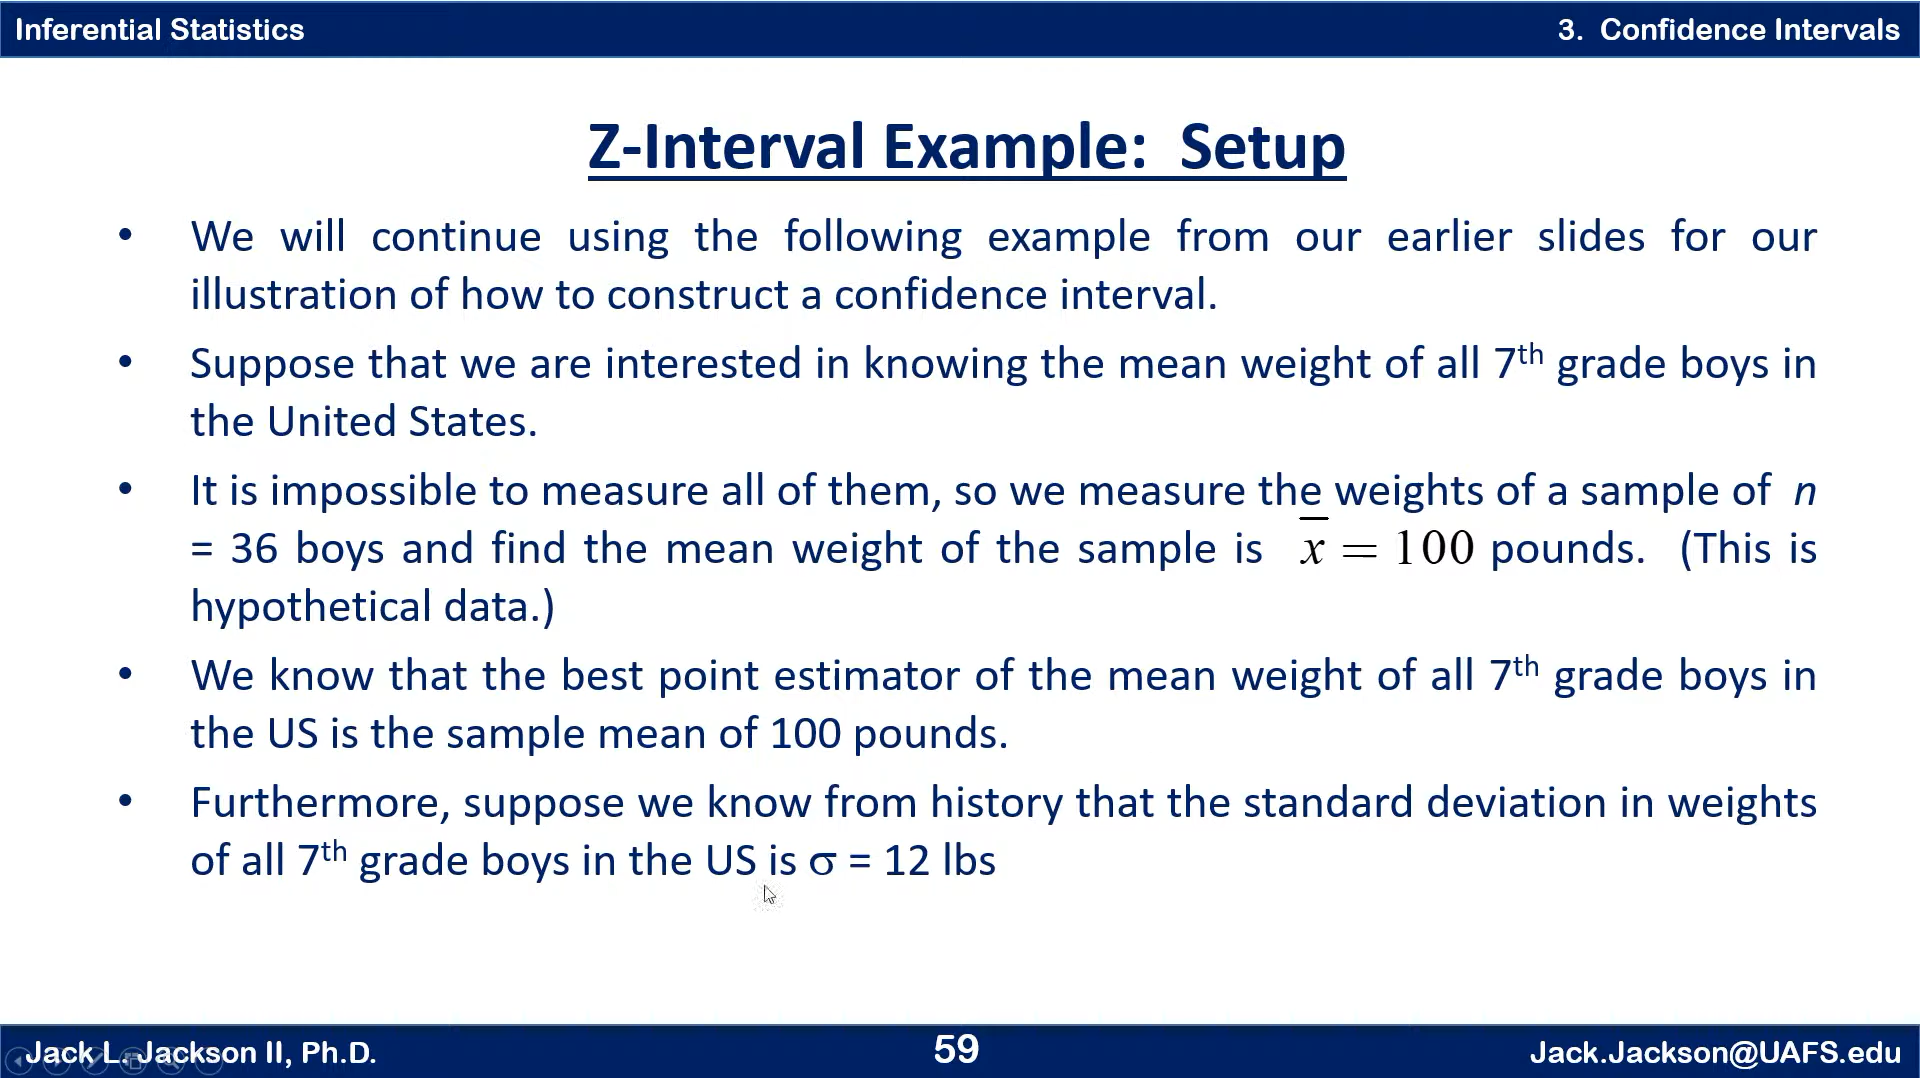 Inferential Statistics
3. Confidence Intervals
Z-Interval Example: Setup
• We will continue using the following example from our earlier slides for our
illustration of how to construct a confidence interval.
• Suppose that we are interested in knowing the mean weight of all 7th grade boys in
the United States.
• It is impossible to measure all of them, so we measure the weights of a sample of n
= 36 boys and find the mean weight of the sample is x̄ = 100 pounds. (This is
hypothetical data.)
• We know that the best point estimator of the mean weight of all 7th grade boys in
the US is the sample mean of 100 pounds.
• Furthermore, suppose we know from history that the standard deviation in weights
of all 7th grade boys in the US is σ = 12 lbs
Jack L. Jackson II, Ph.D.
59
Jack.Jackson@UAFS.edu